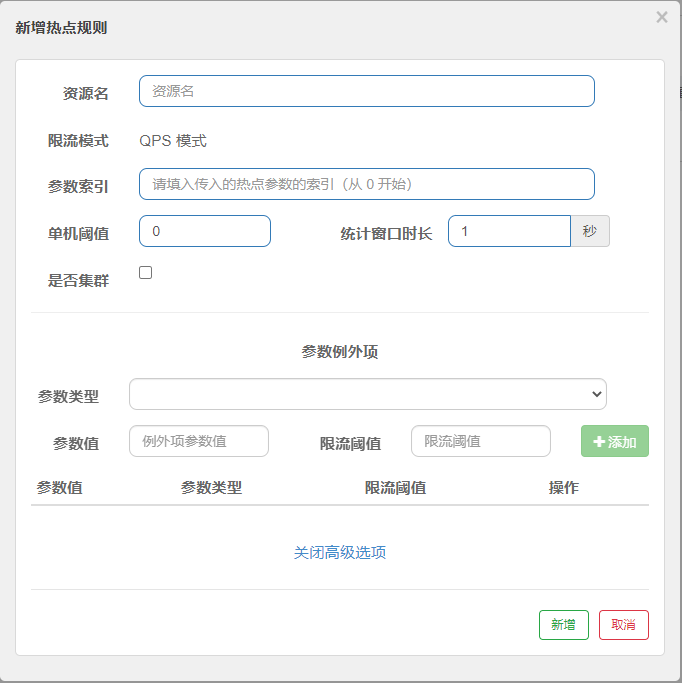 新增热点规则 ×
资源名 资源名
限流模式 QPS 模式
参数索引 请填入传入的热点参数的索引（从 0 开始）
单机阈值 0 统计窗口时长 1 秒
是否集群
参数例外项
参数类型
参数值 例外项参数值 限流阈值 限流阈值 +添加
参数值 参数类型 限流阈值 操作
关闭高级选项
新增 取消